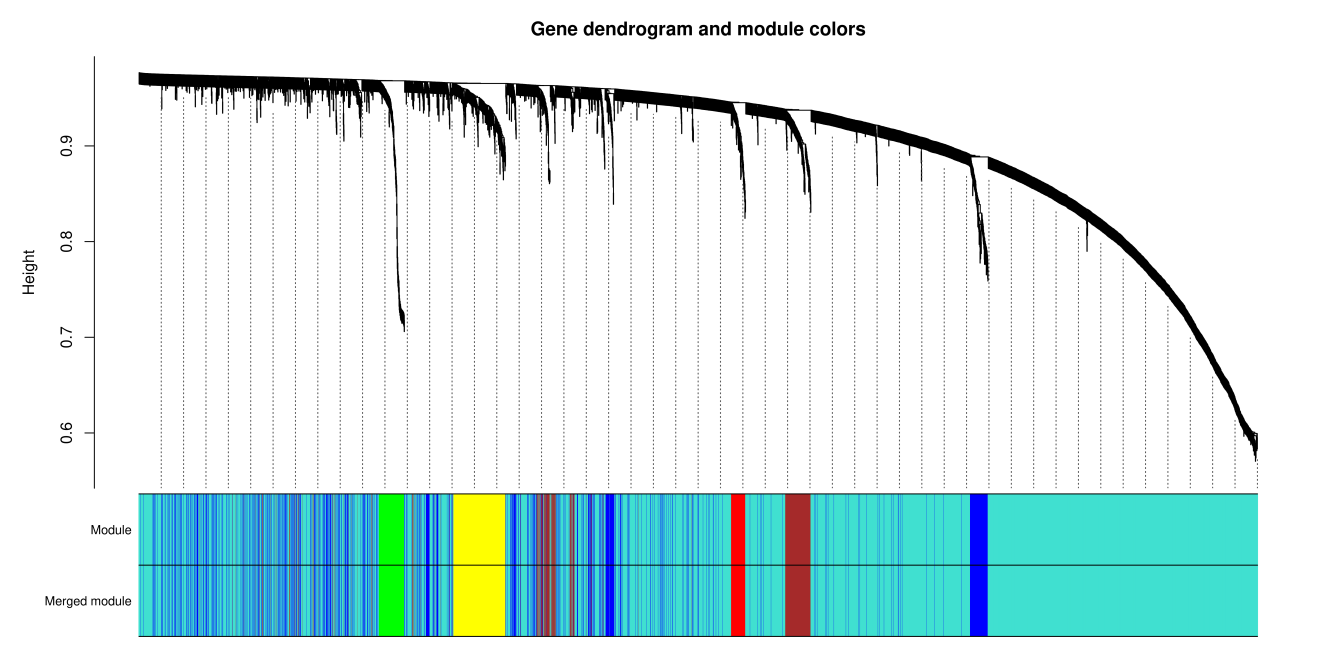 Gene dendrogram and module colors
Height
0.9
0.8
0.7
0.6
Module
Merged module